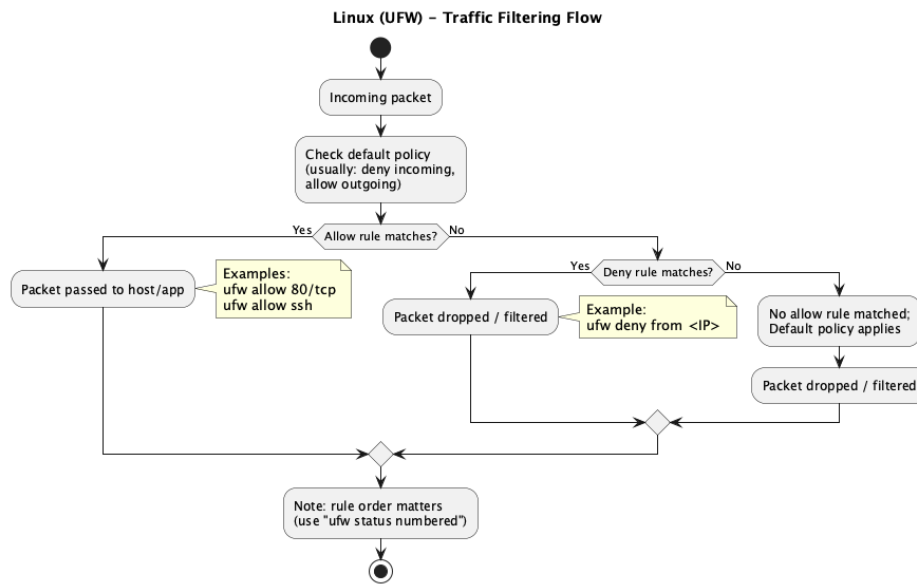 Linux (UFW) – Traffic Filtering Flow
Incoming packet
Check default policy
(usually: deny incoming,
allow outgoing)
Yes
Allow rule matches?
No
Packet passed to host/app
Examples:
ufw allow 80/tcp
ufw allow ssh
Yes
Deny rule matches?
No
Packet dropped / filtered
Example:
ufw deny from <IP>
No allow rule matched;
Default policy applies
Packet dropped / filtered
Note: rule order matters
(use "ufw status numbered")